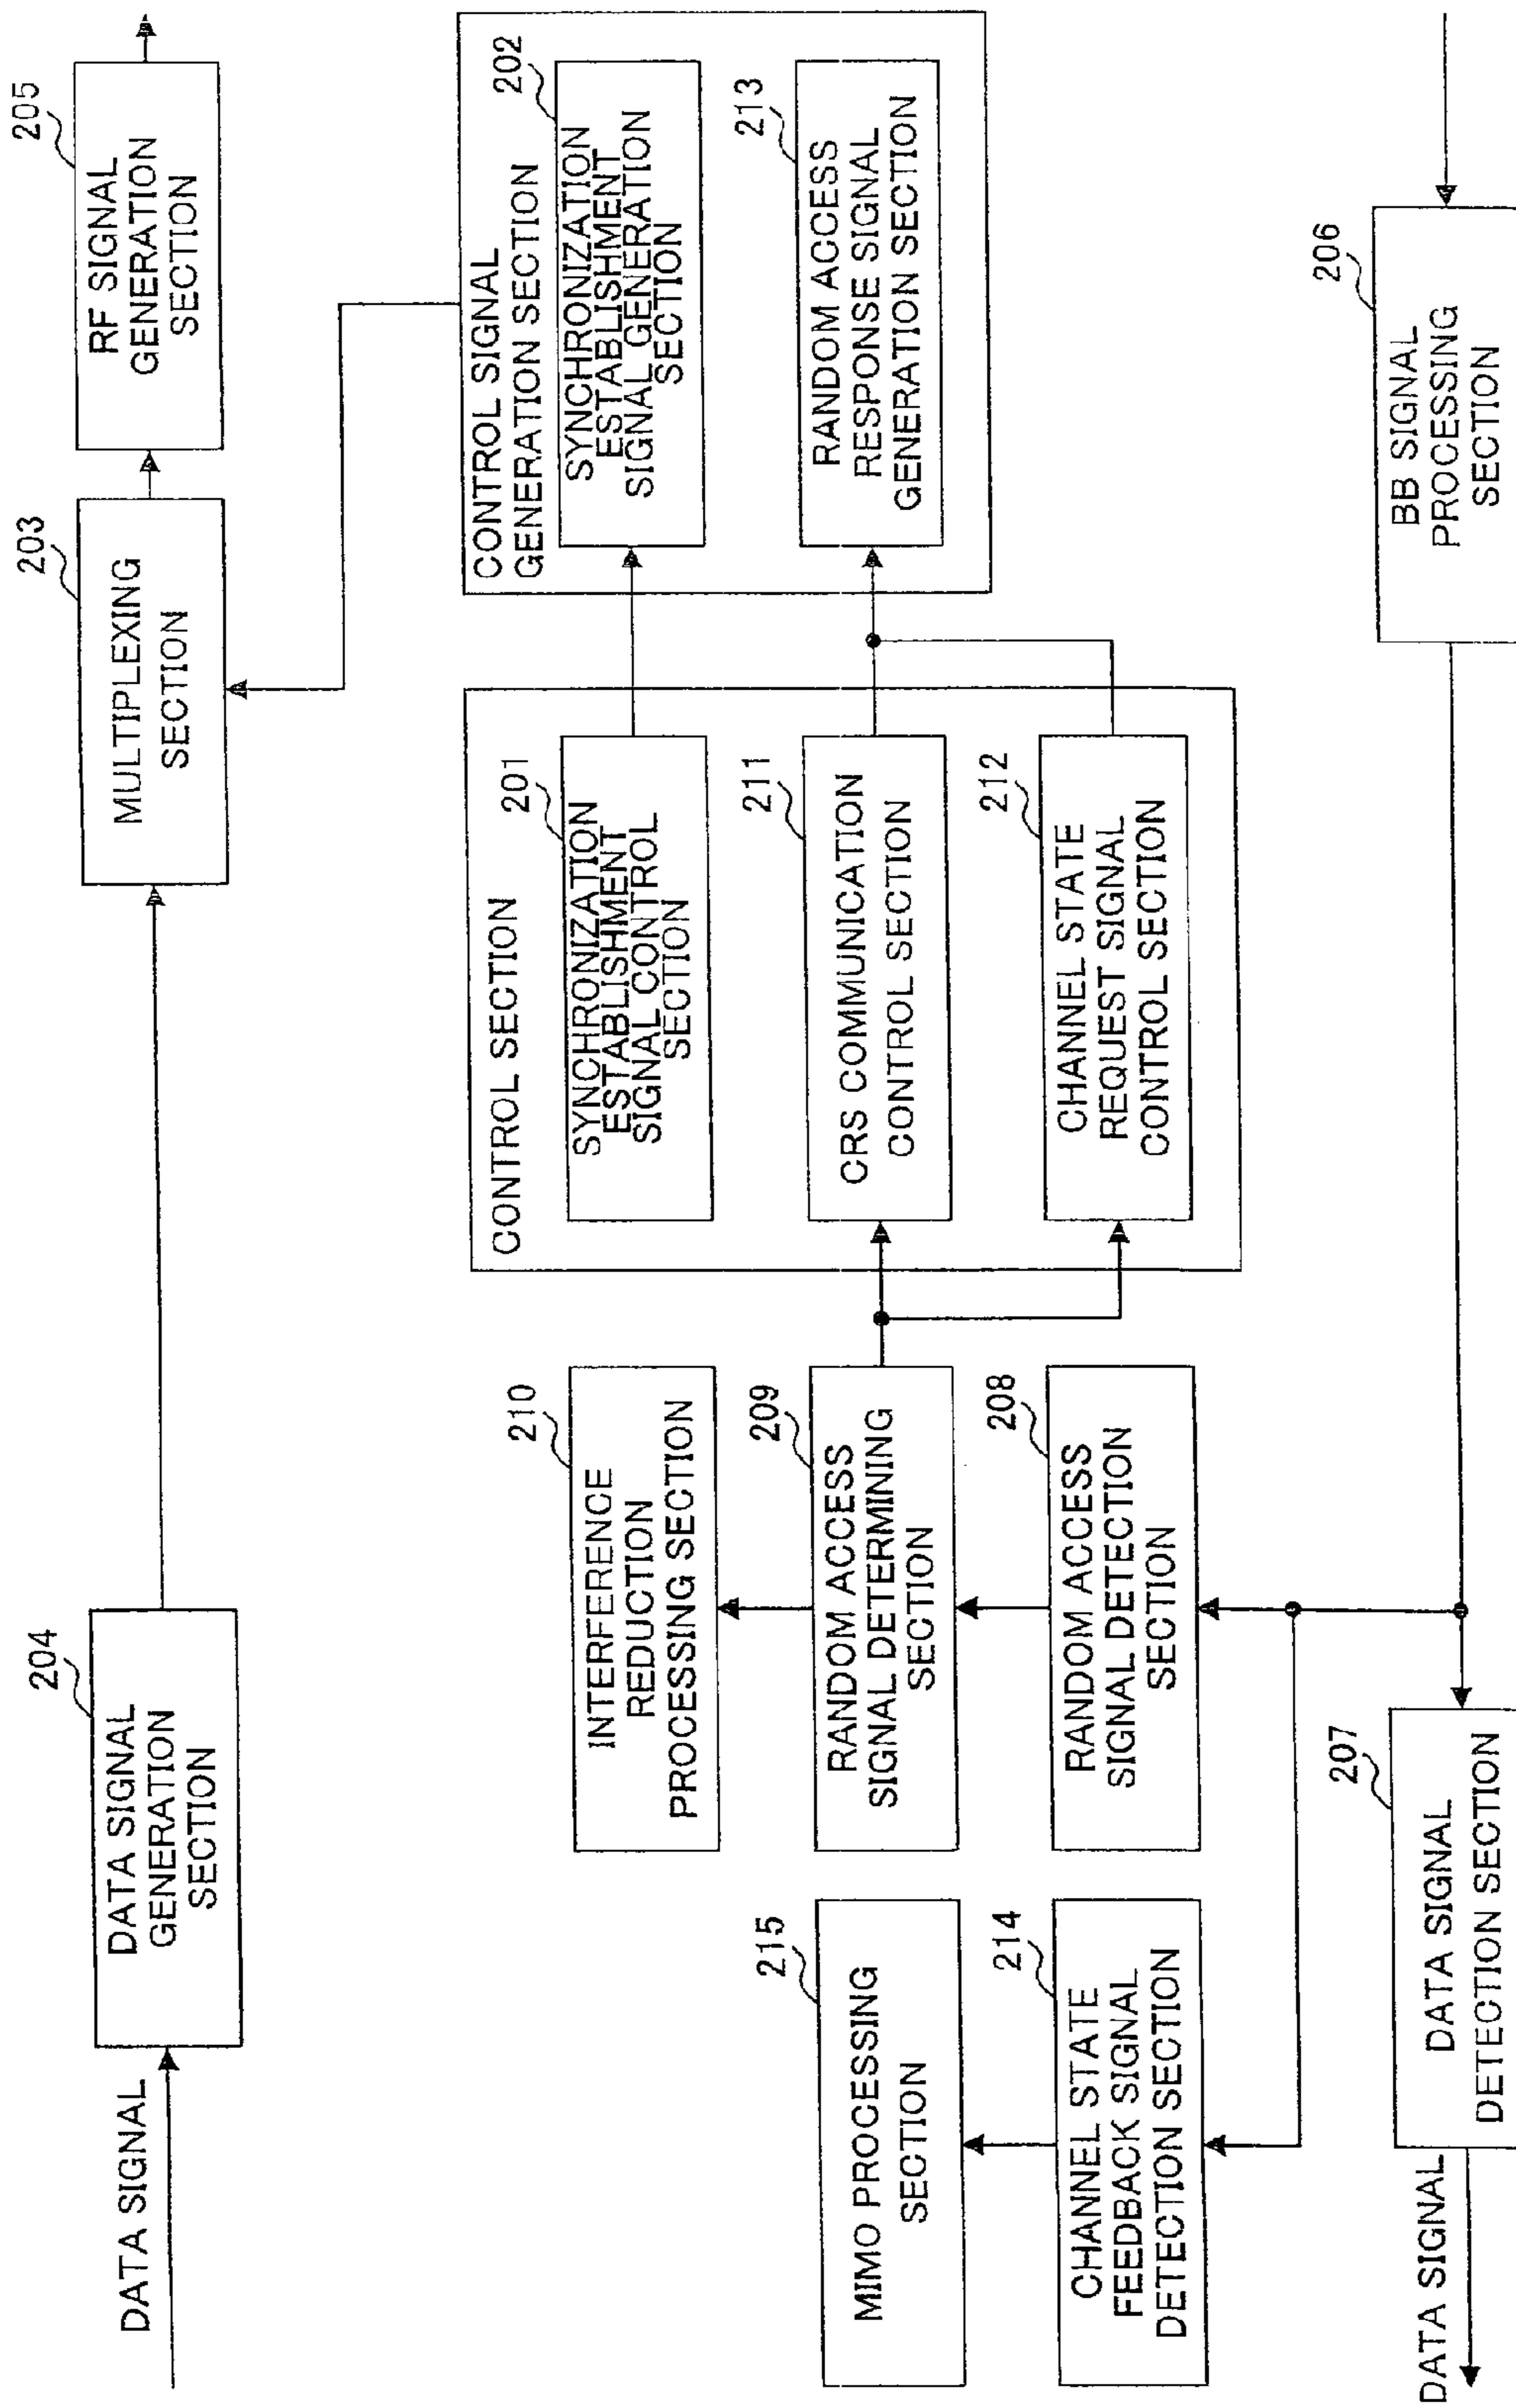 DATA SIGNAL
204
DATA SIGNAL
GENERATION
SECTION
203
MULTIPLEXING
SECTION
205
RF SIGNAL
GENERATION
SECTION
CONTROL SECTION
201
SYNCHRONIZATION
ESTABLISHMENT
SIGNAL CONTROL
SECTION
211
CRS COMMUNICATION
CONTROL SECTION
212
CHANNEL STATE
REQUEST SIGNAL
CONTROL SECTION
CONTROL SIGNAL
GENERATION SECTION
202
SYNCHRONIZATION
ESTABLISHMENT
SIGNAL GENERATION
SECTION
213
RANDOM ACCESS
RESPONSE SIGNAL
GENERATION SECTION
210
INTERFERENCE
REDUCTION
PROCESSING SECTION
209
RANDOM ACCESS
SIGNAL DETERMINING
SECTION
208
RANDOM ACCESS
SIGNAL DETECTION
SECTION
215
MIMO PROCESSING
SECTION
214
CHANNEL STATE
FEEDBACK SIGNAL
DETECTION SECTION
206
BB SIGNAL
PROCESSING
SECTION
207
DATA SIGNAL
DETECTION SECTION
DATA SIGNAL